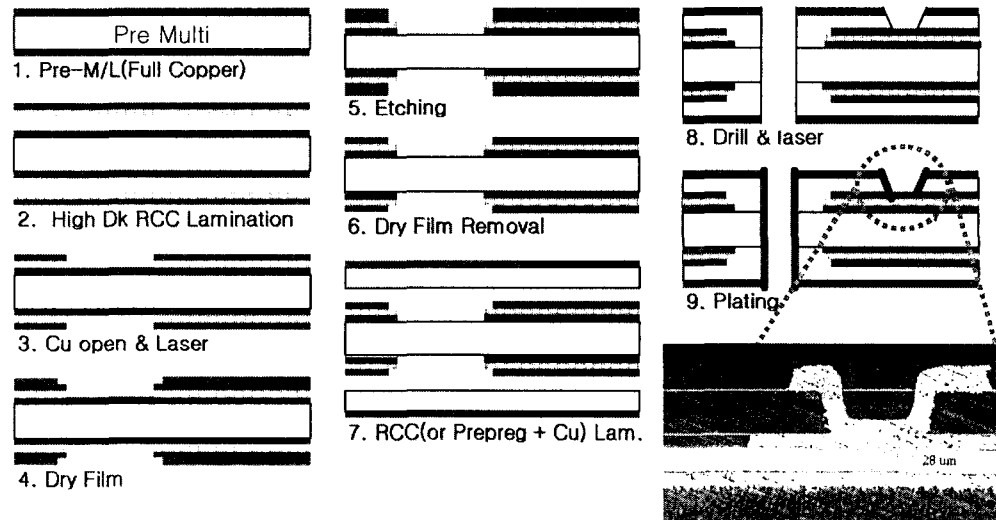 Pre Multi
1. Pre-M/L(Full Copper)
2. High Dk RCC Lamination
3. Cu open & Laser
4. Dry Film
5. Etching
6. Dry Film Removal
7. RCC(or Prepreg + Cu) Lam.
8. Drill & laser
9. Plating
28 um